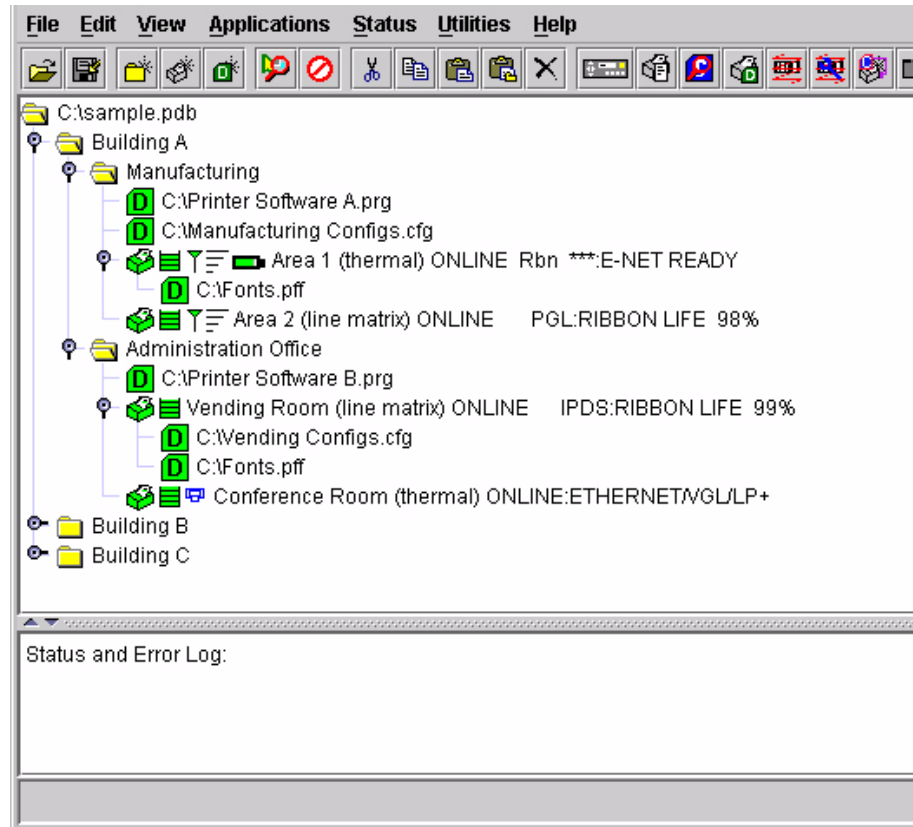 File Edit View Applications Status Utilities Help
C:\sample.pdb
Building A
Manufacturing
D C:\Printer Software A.prg
D C:\Manufacturing Configs.cfg
Area 1 (thermal) ONLINE Rbn ***:E-NET READY
D C:\Fonts.pff
Area 2 (line matrix) ONLINE PGL:RIBBON LIFE 98%
Administration Office
D C:\Printer Software B.prg
Vending Room (line matrix) ONLINE IPDS:RIBBON LIFE 99%
D C:\Vending Configs.cfg
D C:\Fonts.pff
Conference Room (thermal) ONLINE:ETHERNET/VGL/LP+
Building B
Building C
Status and Error Log: